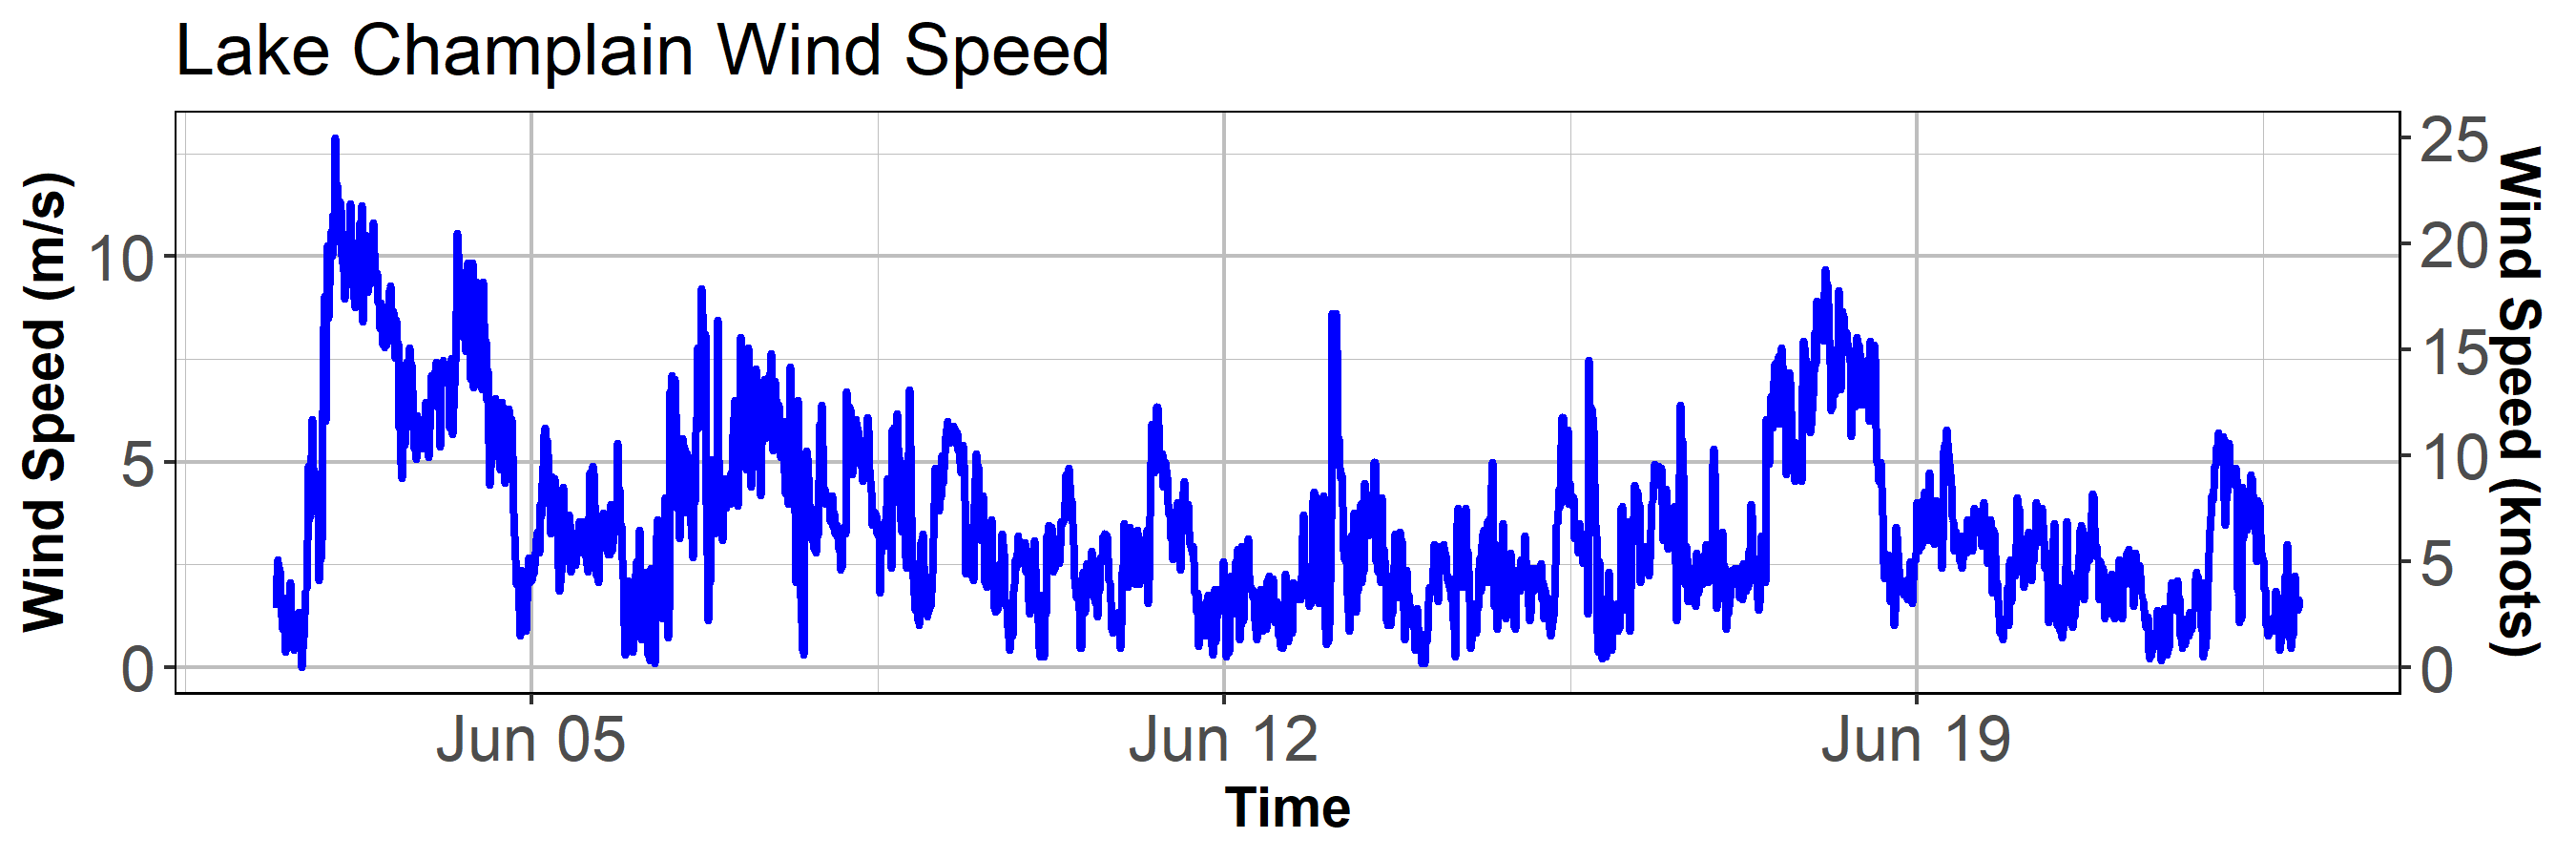 Lake Champlain Wind Speed
Wind Speed (m/s)
10
5
0
25
20
15
10
5
0
Wind Speed (knots)
Jun 05
Jun 12
Jun 19
Time